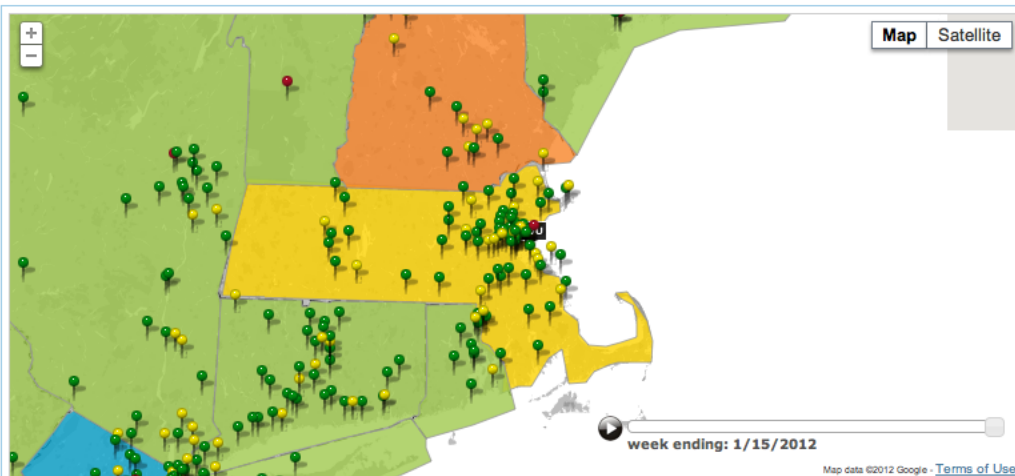 +
Map Satellite
−
week ending: 1/15/2012
Map data ©2012 Google - Terms of Use